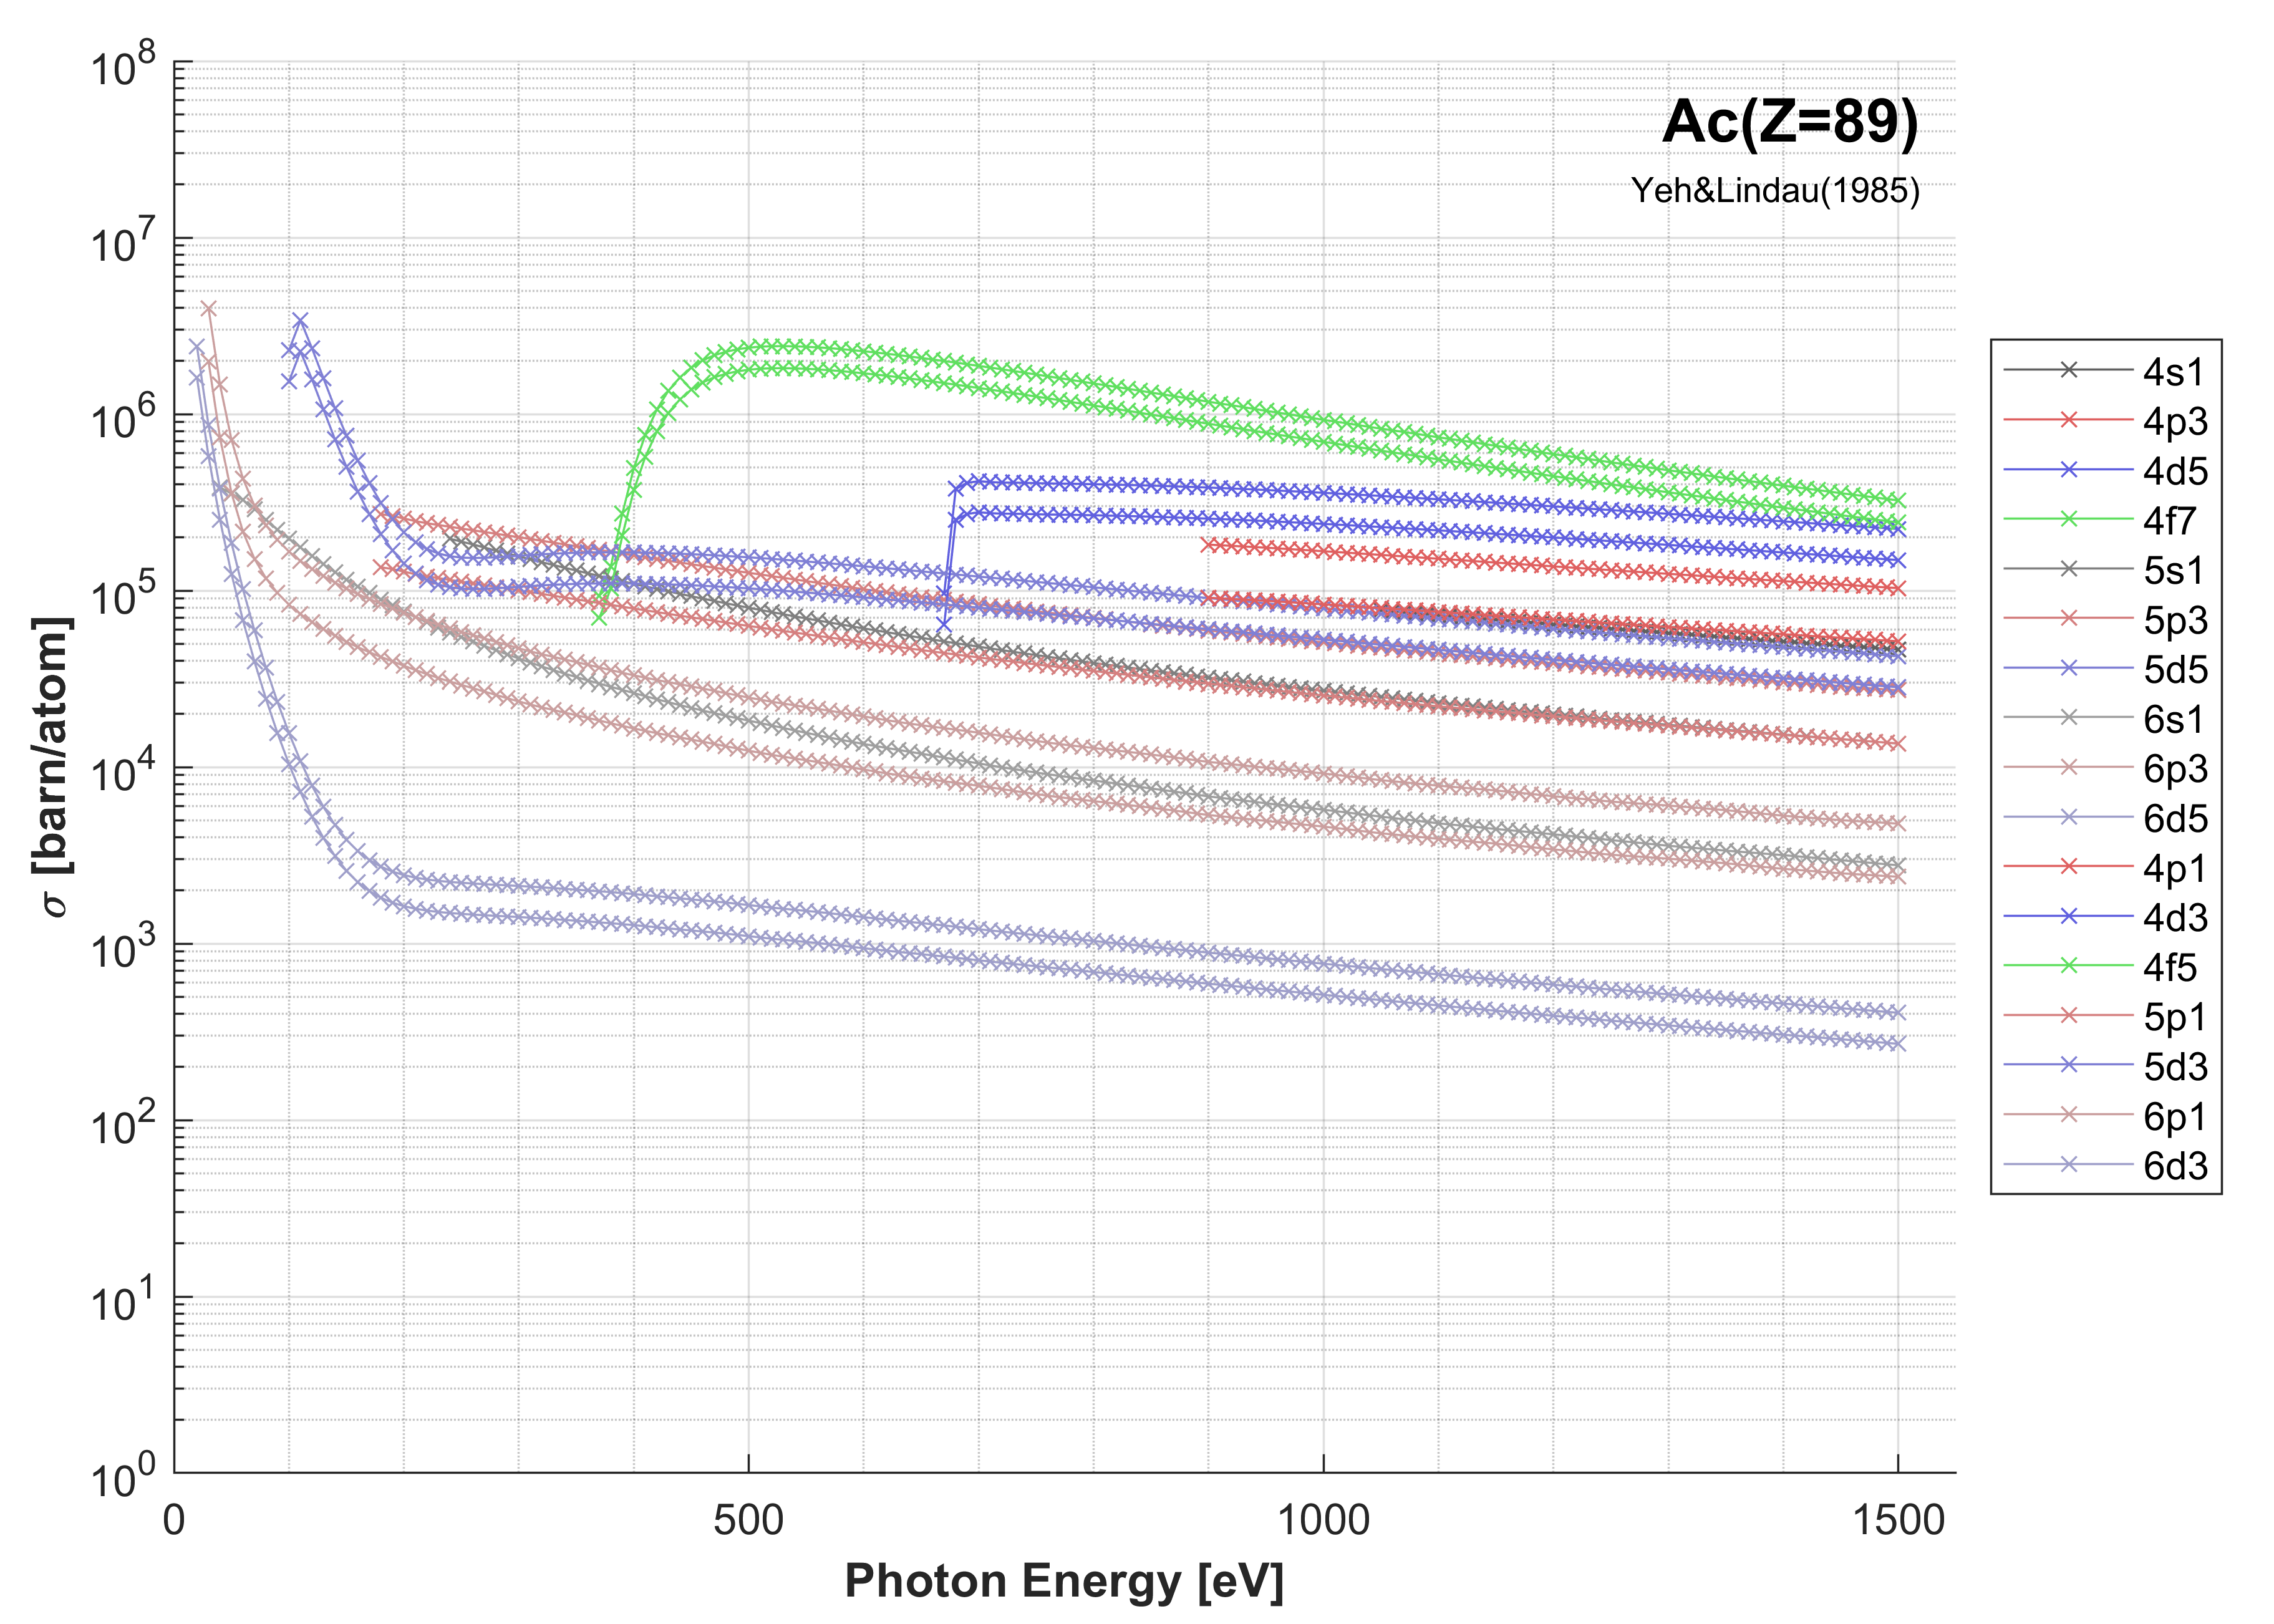 Ac(Z=89)
Yeh&Lindau(1985)
10^8
10^7
10^6
10^5
10^4
10^3
10^2
10^1
10^0
σ [barn/atom]
0 500 1000 1500
Photon Energy [eV]
4s1
4p3
4d5
4f7
5s1
5p3
5d5
6s1
6p3
6d5
4p1
4d3
4f5
5p1
5d3
6p1
6d3